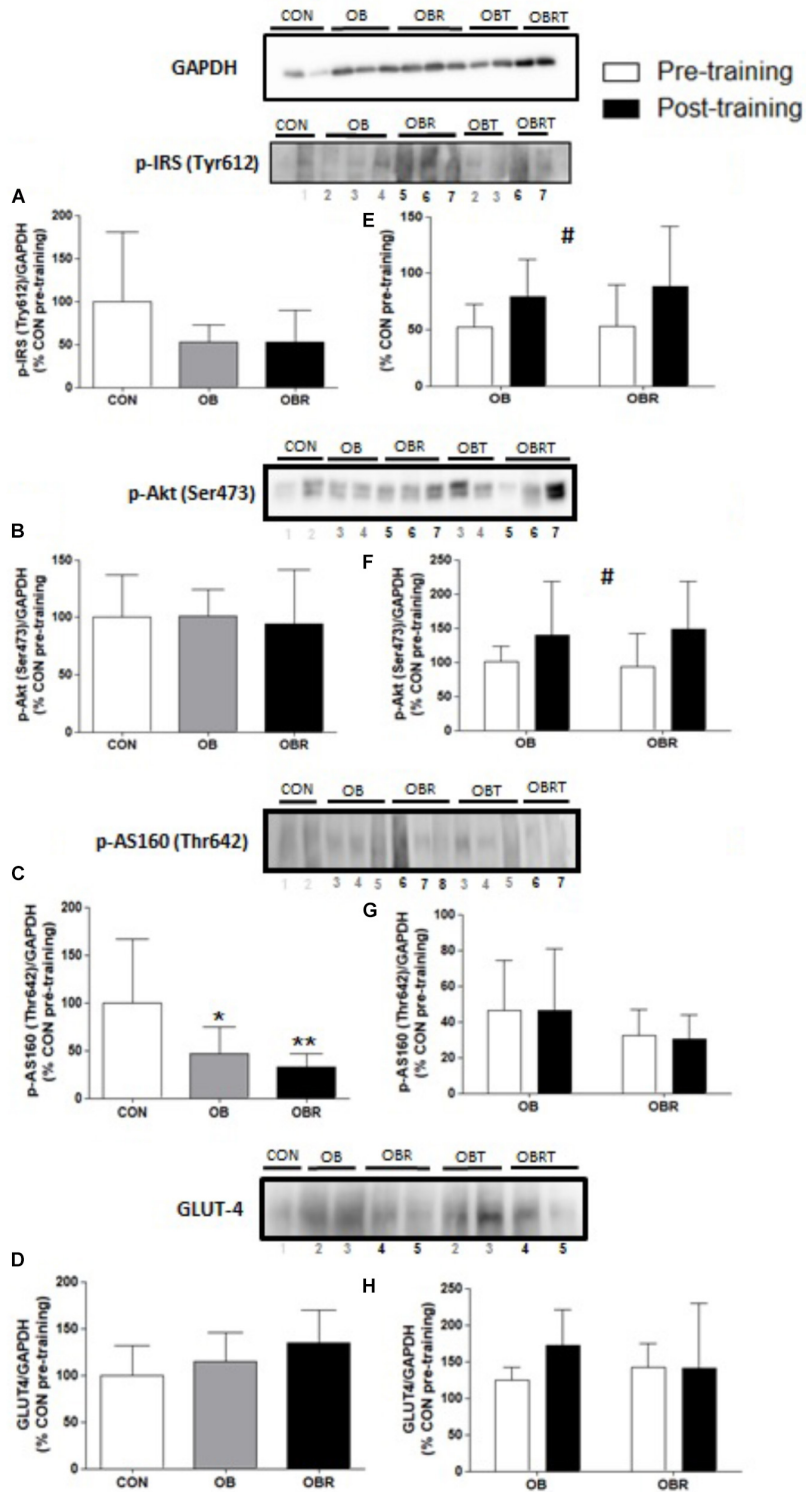 CON OB OBR OBT OBRT
GAPDH
Pre-training
Post-training
CON OB OBR OBT OBRT
p-IRS (Tyr612)
1 2 3 4 5 6 7 2 3 6 7
A
p-IRS (Try612)/GAPDH
(% CON pre-training)
200
150
100
50
0
CON OB OBR
E
(% CON pre-training)
150
100
50
0
#
OB OBR
CON OB OBR OBT OBRT
p-Akt (Ser473)
1 2 3 4 5 6 7 3 4 5 6 7
B
p-Akt (Ser473)/GAPDH
(% CON pre-training
150
100
50
0
CON OB OBR
F
p-Akt (Ser473)/GAPDH
(% CON pre-training)
250
200
150
100
50
0
#
OB OBR
CON OB OBR OBT OBRT
p-AS160 (Thr642)
1 2 3 4 5 6 7 8 3 4 5 6 7
C
p-AS160 (Thr642)/GAPDH
(% CON pré-training)
200
150
100
50
0
* **
CON OB OBR
G
p-AS160 (Thr642)/GAPDH
(% CON pre-training)
100
80
60
40
20
0
OB OBR
CON OB OBR OBT OBRT
GLUT-4
1 2 3 4 5 2 3 4 5
D
GLUT4/GAPDH
(% CON pre-training)
200
150
100
50
0
CON OB OBR
H
GLUT4/GAPDH
(% CON pre-training)
250
200
150
100
50
0
OB OBR